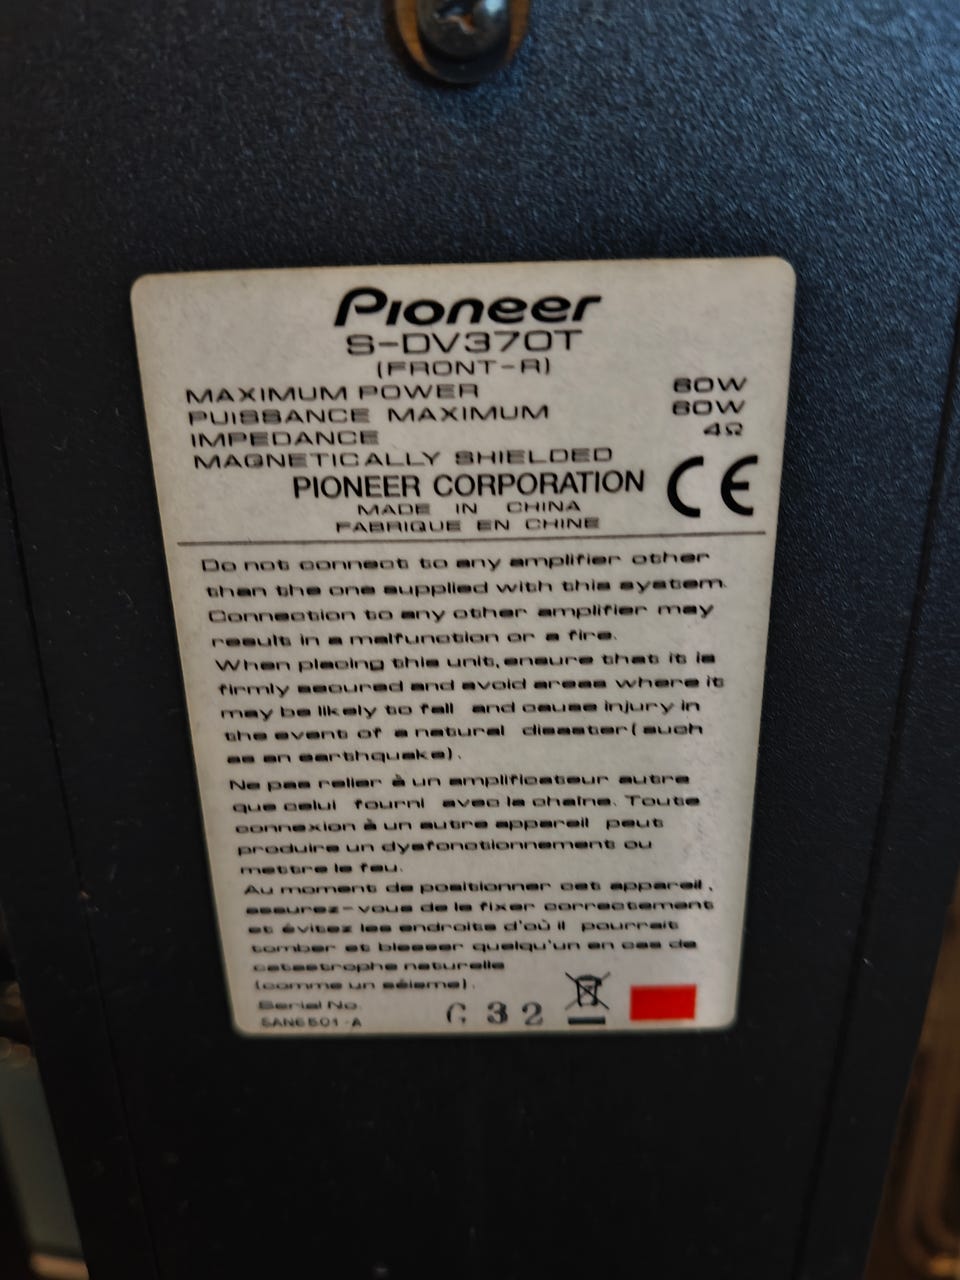 Pioneer
S-DV370T
(FRONT-R)
MAXIMUM POWER 60W
PUISSANCE MAXIMUM 60W
IMPEDANCE 4Ω
MAGNETICALLY SHIELDED
PIONEER CORPORATION CE
MADE IN CHINA
FABRIQUE EN CHINE
Do not connect to any amplifier other
than the one supplied with this system.
Connection to any other amplifier may
result in a malfunction or a fire.
When placing this unit, ensure that it is
firmly secured and avoid areas where it
may be likely to fall and cause injury in
the event of a natural disaster(such
as an earthquake).
Ne pas relier à un amplificateur autre
que celui fourni avec la chaîne. Toute
connexion à un autre appareil peut
produire un dysfonctionnement ou
mettre le feu.
Au moment de positionner cet appareil,
assurez-vous de le fixer correctement
et évitez les endroits d'où il pourrait
tomber et blesser quelqu'un en cas de
catastrophe naturelle
(comme un séisme).
Serial No.
SAN6501-A G 32